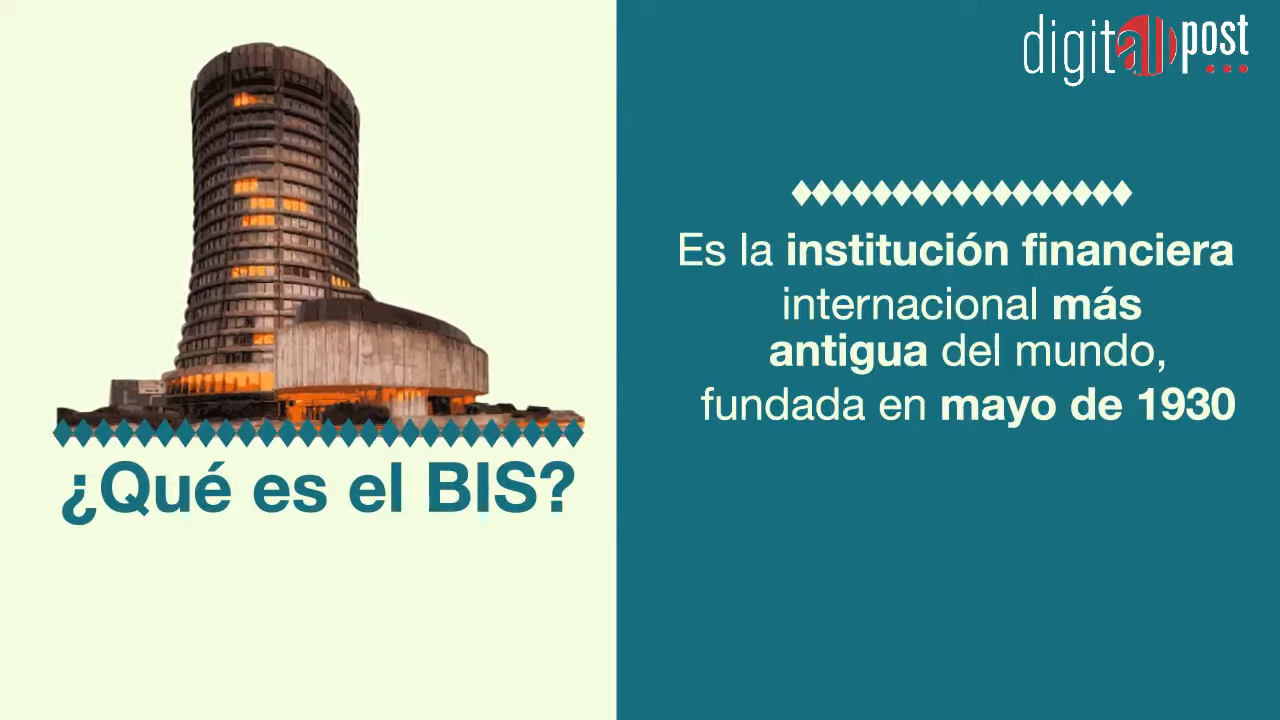 digitalpost
¿Qué es el BIS?
Es la institución financiera
internacional más
antigua del mundo,
fundada en mayo de 1930